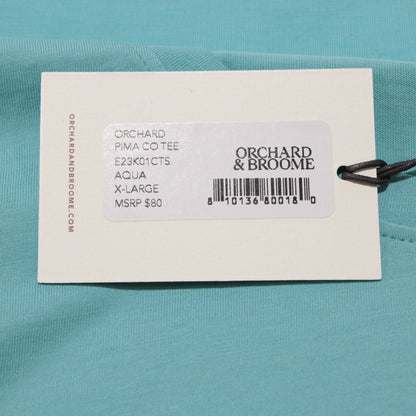 ORCHARDANDBROOME.COM
ORCHARD
PIMA CO TEE
E23K01CTS
AQUA
X-LARGE
MSRP $80
ORCHARD
& BROOME
8 10136 80018 0